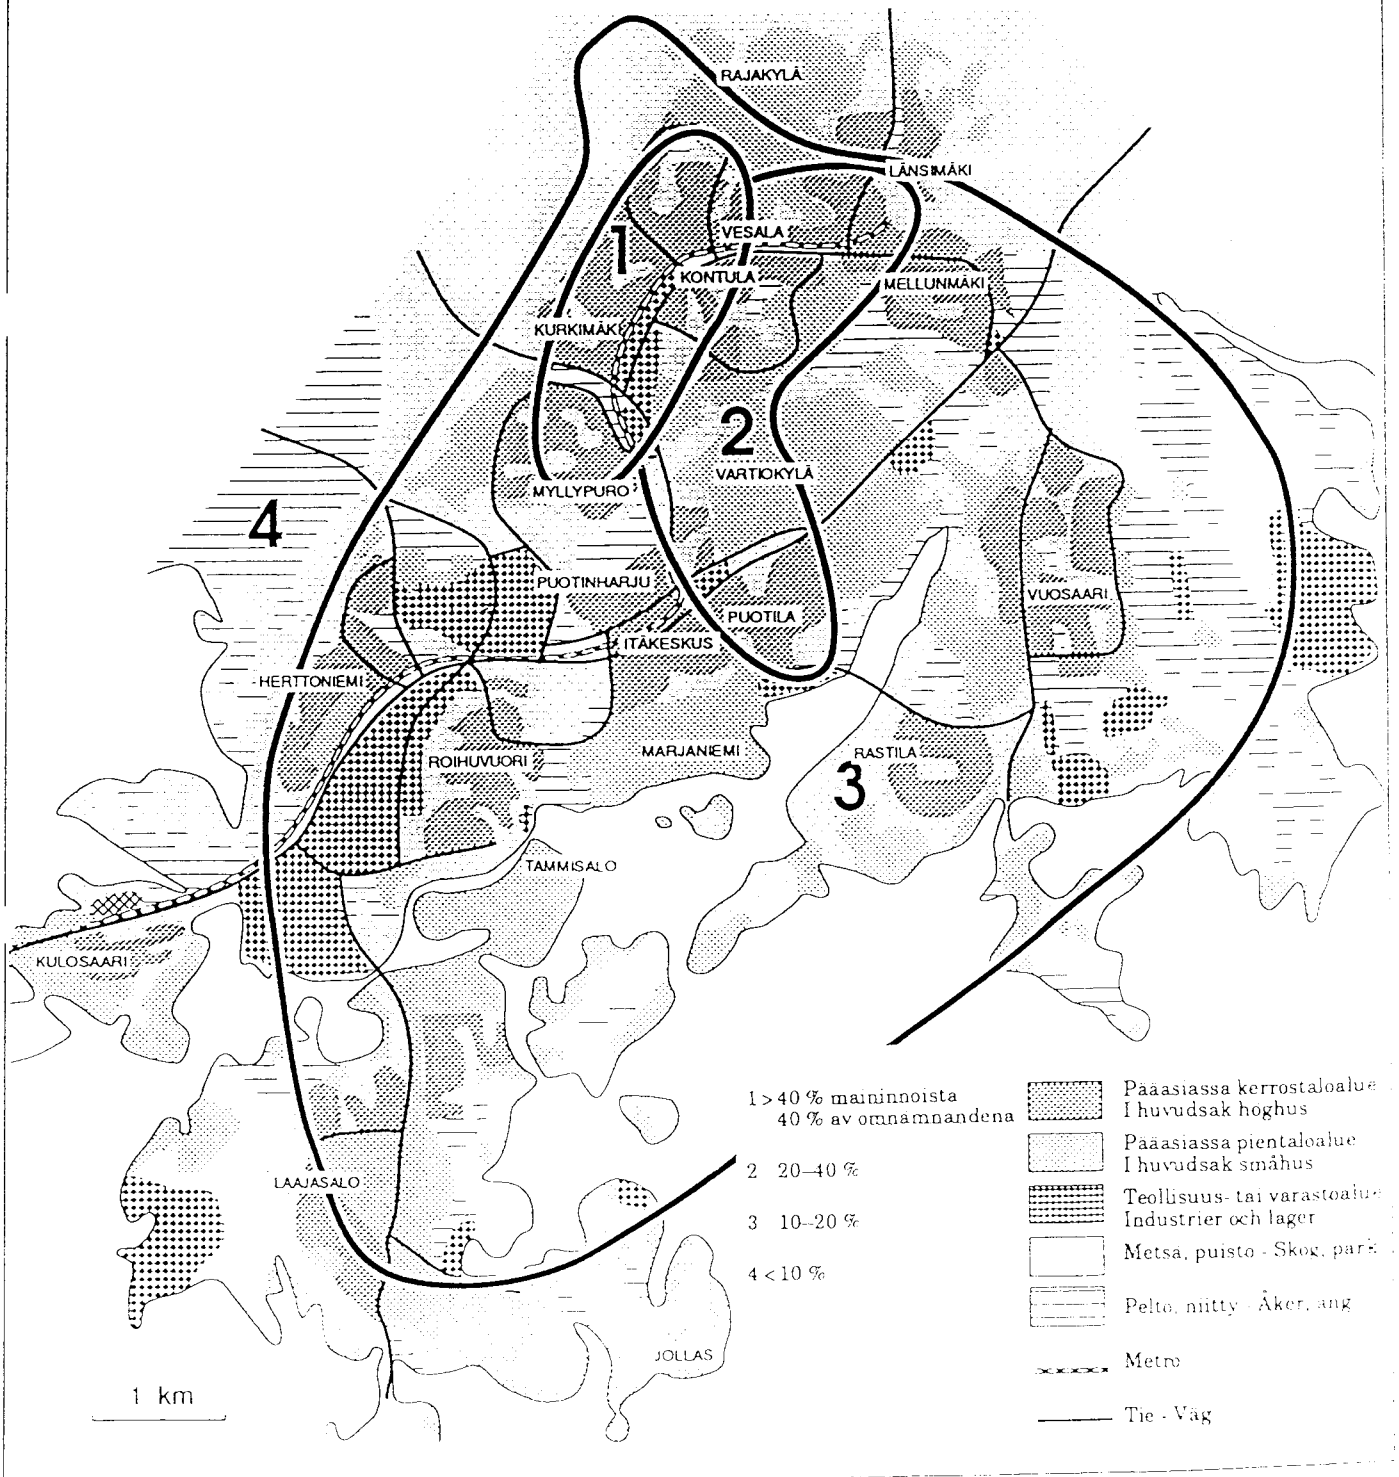 RAJAKYLÄ
LÄNSIMÄKI
1
VESALA
KONTULA
MELLUNMÄKI
KURKIMÄKI
2
VARTIOKYLÄ
MYLLYPURO
4
PUOTINHARJU
VUOSAARI
PUOTILA
ITÄKESKUS
HERTTONIEMI
MARJANIEMI
RASTILA
ROIHUVUORI
3
TAMMISALO
KULOSAARI
LAAJASALO
JOLLAS
1 km
1 > 40 % maininnoista
40 % av omnämnandena
2 20–40 %
3 10–20 %
4 < 10 %
Pääasiassa kerrostaloalue
I huvudsak höghus
Pääasiassa pientaloalue
I huvudsak småhus
Teollisuus- tai varastoalue
Industrier och lager
Metsä, puisto - Skog, park
Pelto, niitty - Åker, äng
Metro
Tie - Väg